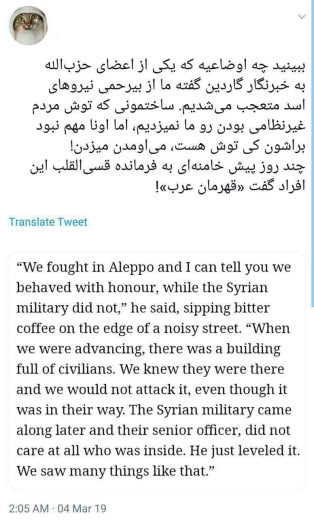 ببینید چه اوضاعیه که یکی از اعضای حزب‌الله
به خبرنگار گاردین گفته ما از بیرحمی نیروهای
اسد متعجب می‌شدیم. ساختمونی که توش مردم
غیرنظامی بودن رو ما نمیزدیم، اما اونا مهم نبود
براشون کی توش هست، می‌اومدن میزدن!
چند روز پیش خامنه‌ای به فرمانده قسی‌القلب این
افراد گفت «قهرمان عرب»!
Translate Tweet
“We fought in Aleppo and I can tell you we
behaved with honour, while the Syrian
military did not,” he said, sipping bitter
coffee on the edge of a noisy street. “When
we were advancing, there was a building
full of civilians. We knew they were there
and we would not attack it, even though it
was in their way. The Syrian military came
along later and their senior officer, did not
care at all who was inside. He just leveled it.
We saw many things like that.”
2:05 AM · 04 Mar 19